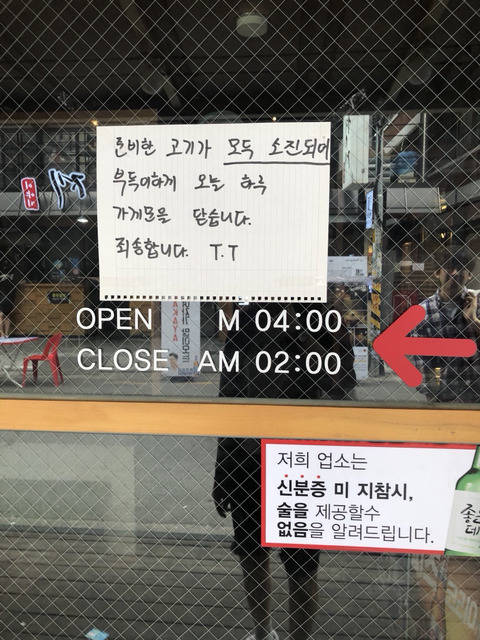 준비한 고기가 모두 소진되어
부득이하게 오늘 하루
가게문을 닫습니다.
죄송합니다. T.T
OPEN M 04:00
CLOSE AM 02:00
저희 업소는
신분증 미 지참시,
술을 제공할수
없음을 알려드립니다.
좋은
데